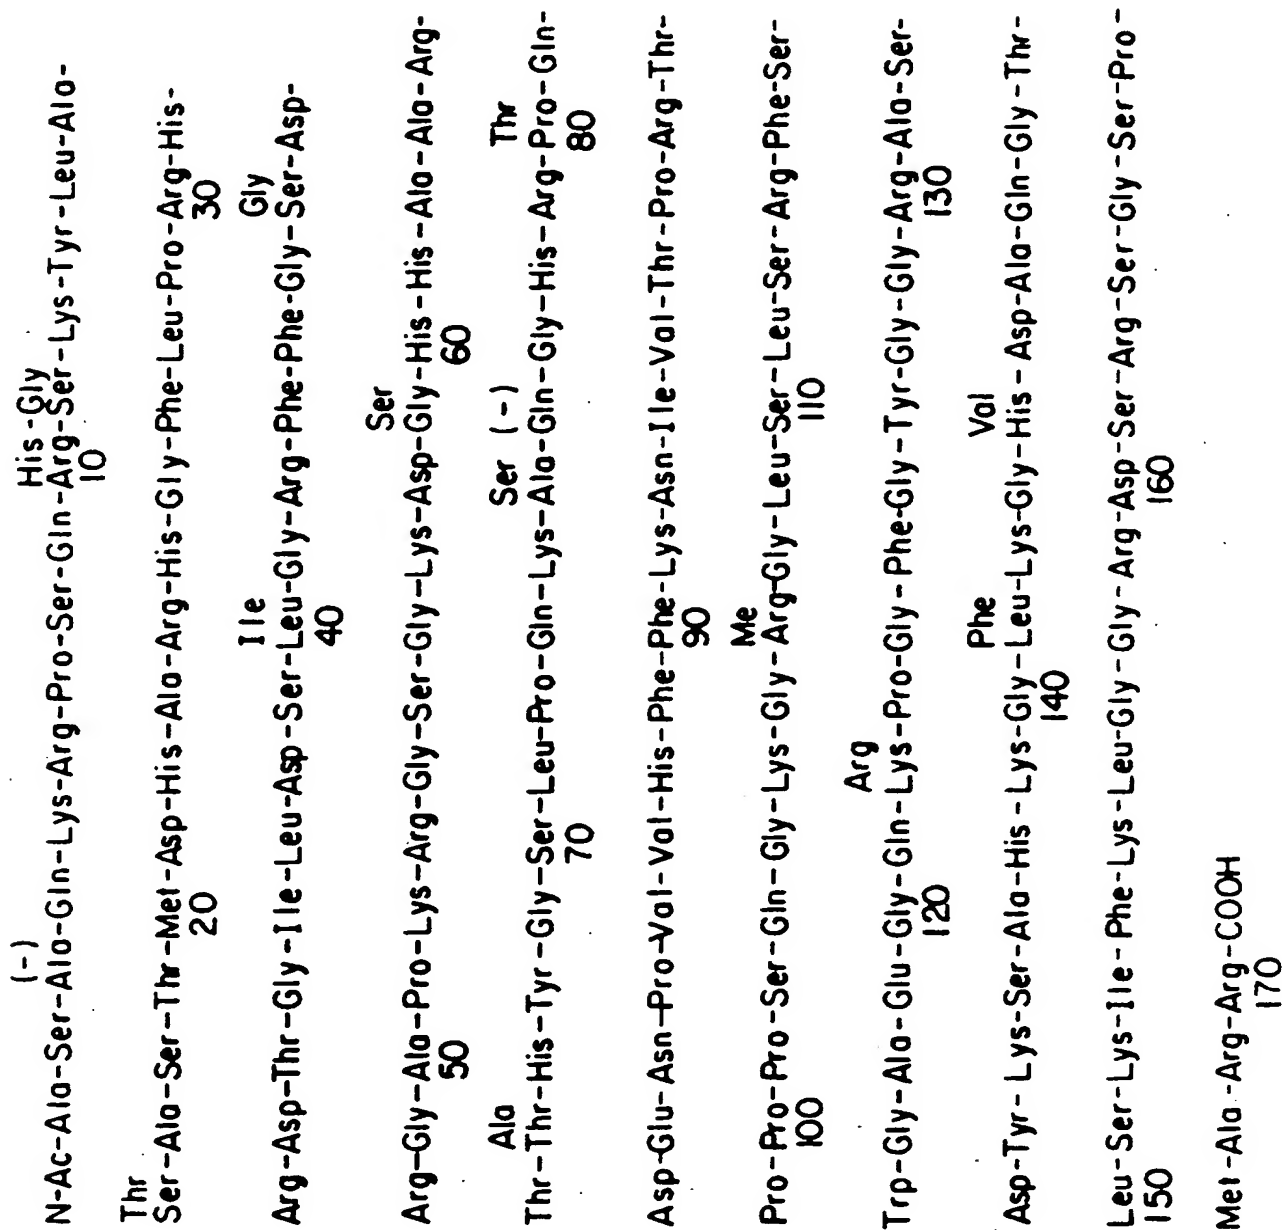 (-) His-Gly
N-Ac-Ala-Ser-Ala-Gln-Lys-Arg-Pro-Ser-Gln-Arg-Ser-Lys-Tyr-Leu-Ala-
10
Thr
Ser-Ala-Ser-Thr-Met-Asp-His-Ala-Arg-His-Gly-Phe-Leu-Pro-Arg-His-
20 30
Ile Gly
Arg-Asp-Thr-Gly-Ile-Leu-Asp-Ser-Leu-Gly-Arg-Phe-Phe-Gly-Ser-Asp-
40
Ser
Arg-Gly-Ala-Pro-Lys-Arg-Gly-Ser-Gly-Lys-Asp-Gly-His-His-Ala-Ala-Arg-
50 60
Ala Ser (-) Thr
Thr-Thr-His-Tyr-Gly-Ser-Leu-Pro-Gln-Lys-Ala-Gln-Gly-His-Arg-Pro-Gln-
70 80
Asp-Glu-Asn-Pro-Val-Val-His-Phe-Phe-Lys-Asn-Ile-Val-Thr-Pro-Arg-Thr-
90
Me
Pro-Pro-Pro-Ser-Gln-Gly-Lys-Gly-Arg-Gly-Leu-Ser-Leu-Ser-Arg-Phe-Ser-
100 110
Arg
Trp-Gly-Ala-Glu-Gly-Gln-Lys-Pro-Gly-Phe-Gly-Tyr-Gly-Gly-Arg-Ala-Ser-
120 130
Phe Val
Asp-Tyr-Lys-Ser-Ala-His-Lys-Gly-Leu-Lys-Gly-His-Asp-Ala-Gln-Gly-Thr-
140
Leu-Ser-Lys-Ile-Phe-Lys-Leu-Gly-Gly-Arg-Asp-Ser-Arg-Ser-Gly-Ser-Pro-
150 160
Met-Ala-Arg-Arg-COOH
170